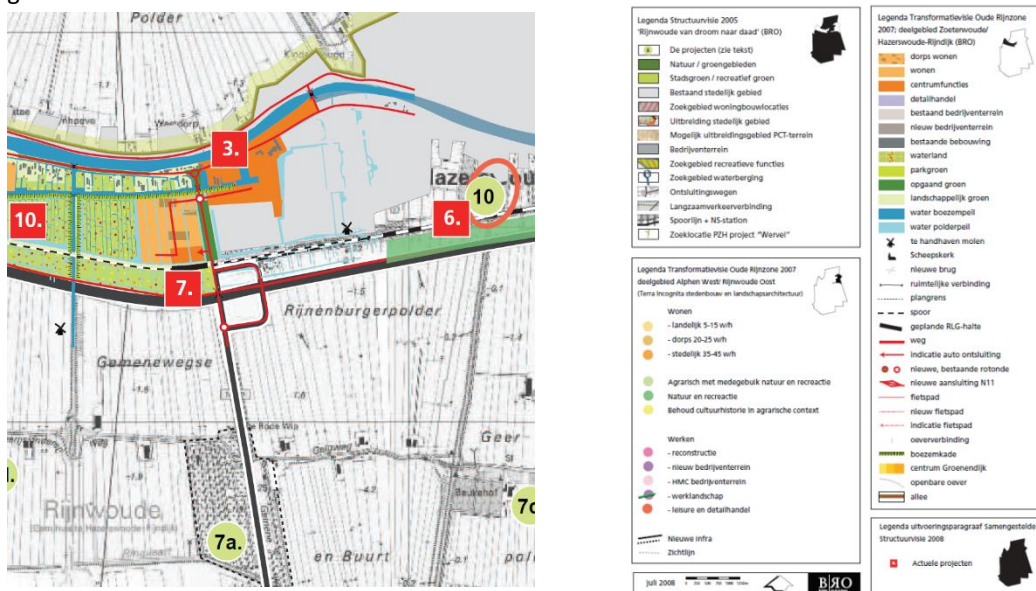 Polder
3.
10
10.
6.
7.
Rijnenburgerpolder
Gemenewegse
Geer
Rijnwoude
7a.
en Buurt
Legenda Structuurvisie 2005
'Rijnwoude van droom naar daad' (BRO)
De projecten (zie tekst)
Natuur / groengebieden
Stadsgroen / recreatief groen
Bestaand stedelijk gebied
Zoekgebied woningbouwlocaties
Uitbreiding stedelijk gebied
Mogelijk uitbreidingsgebied PCT-terrein
Bedrijventerrein
Zoekgebied recreatieve functies
Zoekgebied waterberging
Ontsluitingswegen
Langzaamverkeerverbinding
Spoorlijn + NS-station
Zoeklocatie PZH project "Wervel"
Legenda Transformatievisie Oude Rijnzone 2007
deelgebied Alphen West/ Rijnwoude Oost
(Terra Incognita stedenbouw en landschapsarchitectuur)
Wonen
- landelijk 5-15 w/h
- dorps 20-25 w/h
- stedelijk 35-45 w/h
Agrarisch met medegebuik natuur en recreactie
Natuur en recreactie
Behoud cultuurhistorie in agrarische context
Werken
- reconstructie
- nieuw bedrijventerrein
- HMC bedrijventerrein
- werklandschap
- leisure en detailhandel
Nieuwe infra
Zichtlijn
juli 2008
BRO
Legenda Transformatievisie Oude Rijnzone
2007; deelgebied Zoeterwoude/
Hazerswoude-Rijndijk (BRO)
dorps wonen
wonen
centrumfuncties
detailhandel
bestaand bedrijventerrein
nieuw bedrijventerrein
bestaande bebouwing
waterland
parkgroen
opgaand groen
landschappelijk groen
water boezempeil
water polderpeil
te handhaven molen
Scheepskerk
nieuwe brug
ruimtelijke verbinding
plangrens
spoor
geplande RLG-halte
weg
indicatie auto ontsluiting
nieuwe, bestaande rotonde
nieuwe aansluiting N11
fietspad
nieuw fietspad
indicatie fietspad
oeververbinding
boezemkade
centrum Groenendijk
openbare oever
allee
Legenda uitvoeringsparagraaf Samengestelde
Structuurvisie 2008
Actuele projecten